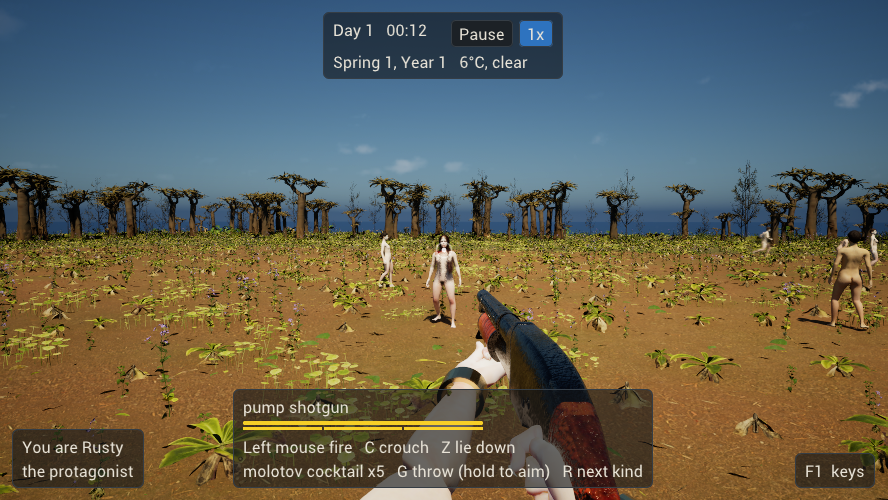 Day 1 00:12 Pause 1x
Spring 1, Year 1 6°C, clear
pump shotgun
Left mouse fire C crouch Z lie down
molotov cocktail x5 G throw (hold to aim) R next kind
You are Rusty
the protagonist
F1 keys